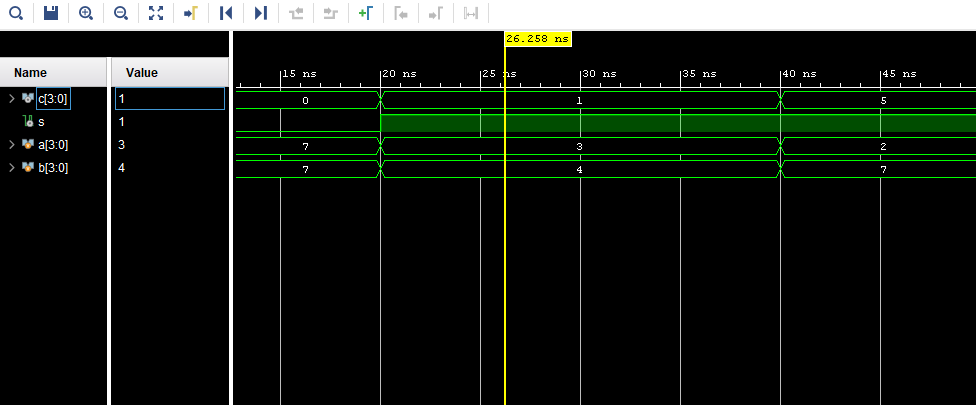 26.258 ns
Name Value
15 ns 20 ns 25 ns 30 ns 35 ns 40 ns 45 ns
c[3:0] 1 0 1 5
s 1
a[3:0] 3 7 3 2
b[3:0] 4 7 4 7